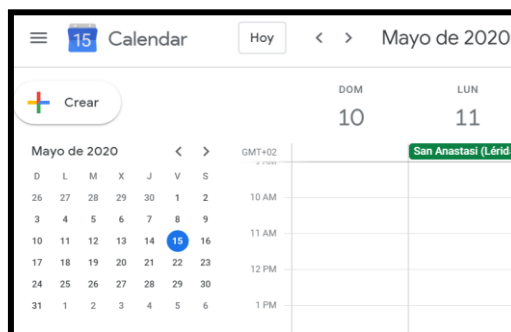 15 Calendar Hoy < > Mayo de 2020
Crear
Mayo de 2020 < >
D L M X J V S
26 27 28 29 30 1 2
3 4 5 6 7 8 9
10 11 12 13 14 15 16
17 18 19 20 21 22 23
24 25 26 27 28 29 30
31 1 2 3 4 5 6
DOM LUN
10 11
GMT+02 San Anastasi (Lérid
10 AM
11 AM
12 PM
1 PM